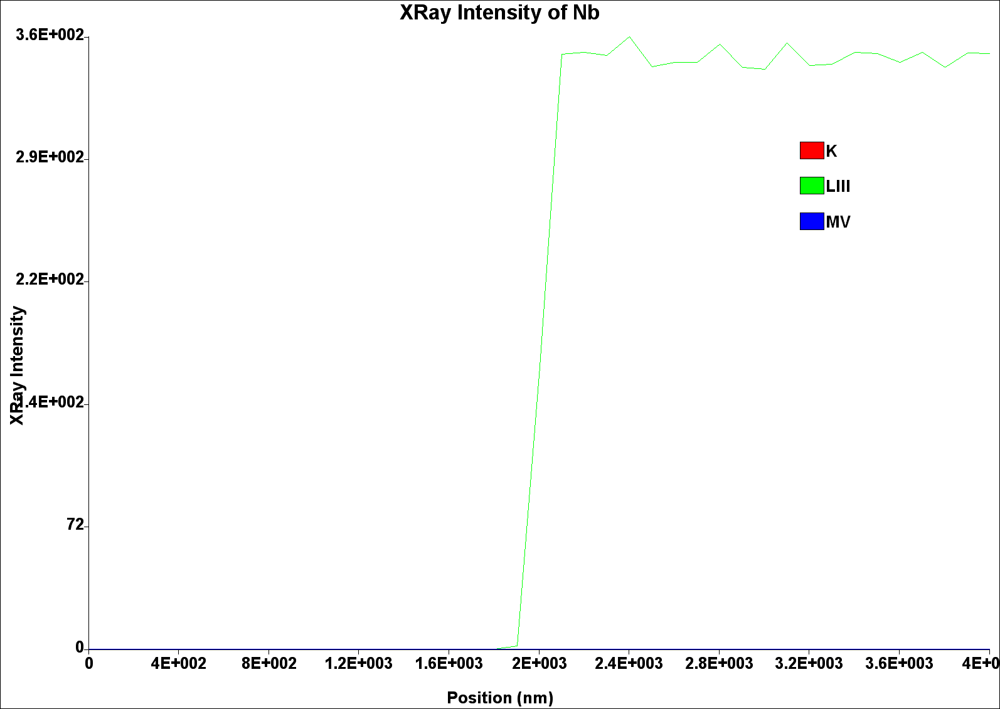 XRay Intensity of Nb
3.6E+002
2.9E+002
2.2E+002
1.4E+002
72
0
XRay Intensity
K
LIII
MV
0 4E+002 8E+002 1.2E+003 1.6E+003 2E+003 2.4E+003 2.8E+003 3.2E+003 3.6E+003 4E+0
Position (nm)